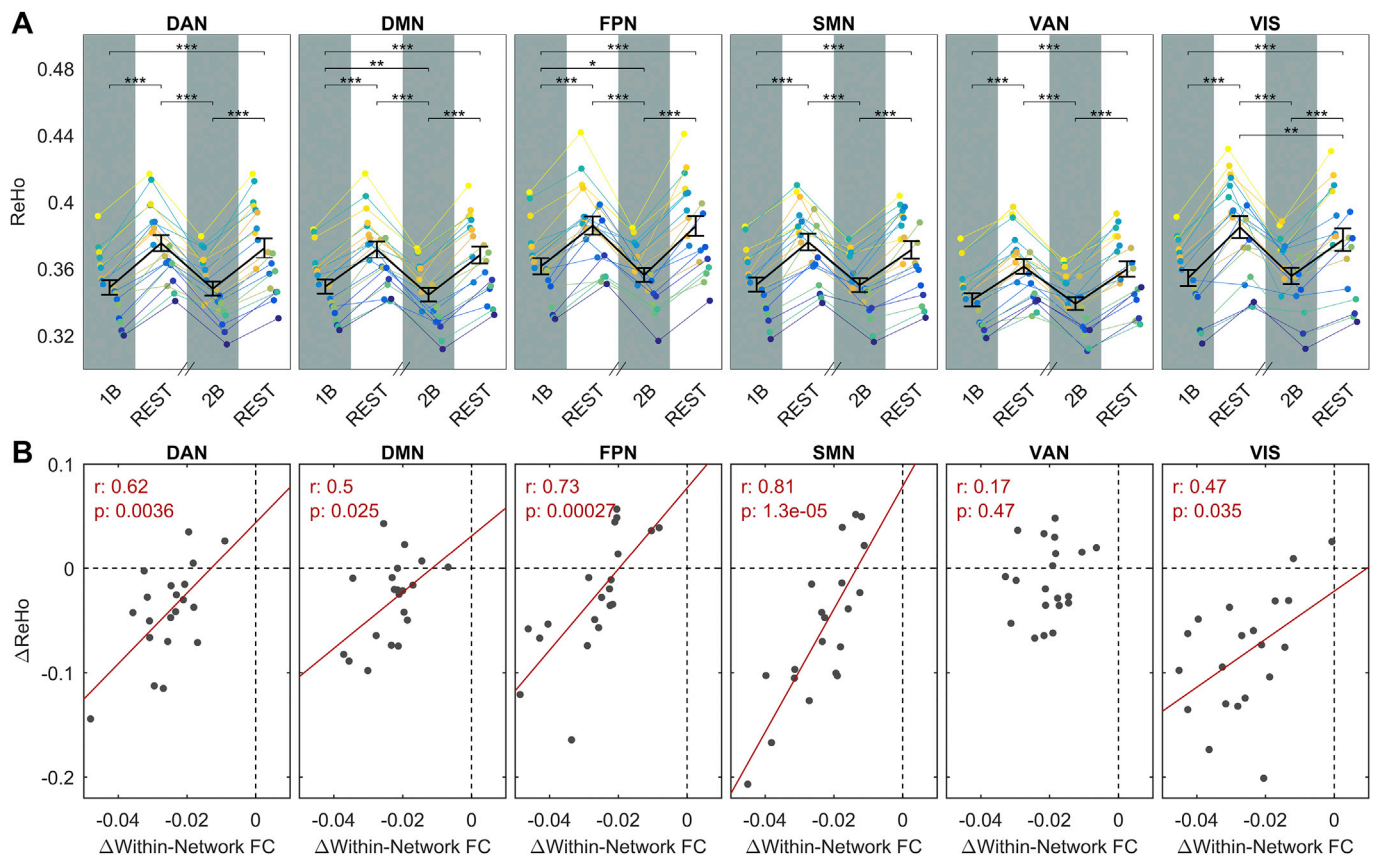 A
DAN DMN FPN SMN VAN VIS
*** *** *** *** *** ***
** *
*** *** *** *** *** ***
*** *** *** *** *** ***
*** *** *** *** *** ***
**
0.48
0.44
0.4
0.36
0.32
ReHo
1B REST 2B REST 1B REST 2B REST 1B REST 2B REST 1B REST 2B REST 1B REST 2B REST 1B REST 2B REST
B
DAN DMN FPN SMN VAN VIS
r: 0.62 r: 0.5 r: 0.73 r: 0.81 r: 0.17 r: 0.47
p: 0.0036 p: 0.025 p: 0.00027 p: 1.3e-05 p: 0.47 p: 0.035
0.1
0
-0.1
-0.2
ΔReHo
-0.04 -0.02 0 -0.04 -0.02 0 -0.04 -0.02 0 -0.04 -0.02 0 -0.04 -0.02 0 -0.04 -0.02 0
ΔWithin-Network FC ΔWithin-Network FC ΔWithin-Network FC ΔWithin-Network FC ΔWithin-Network FC ΔWithin-Network FC